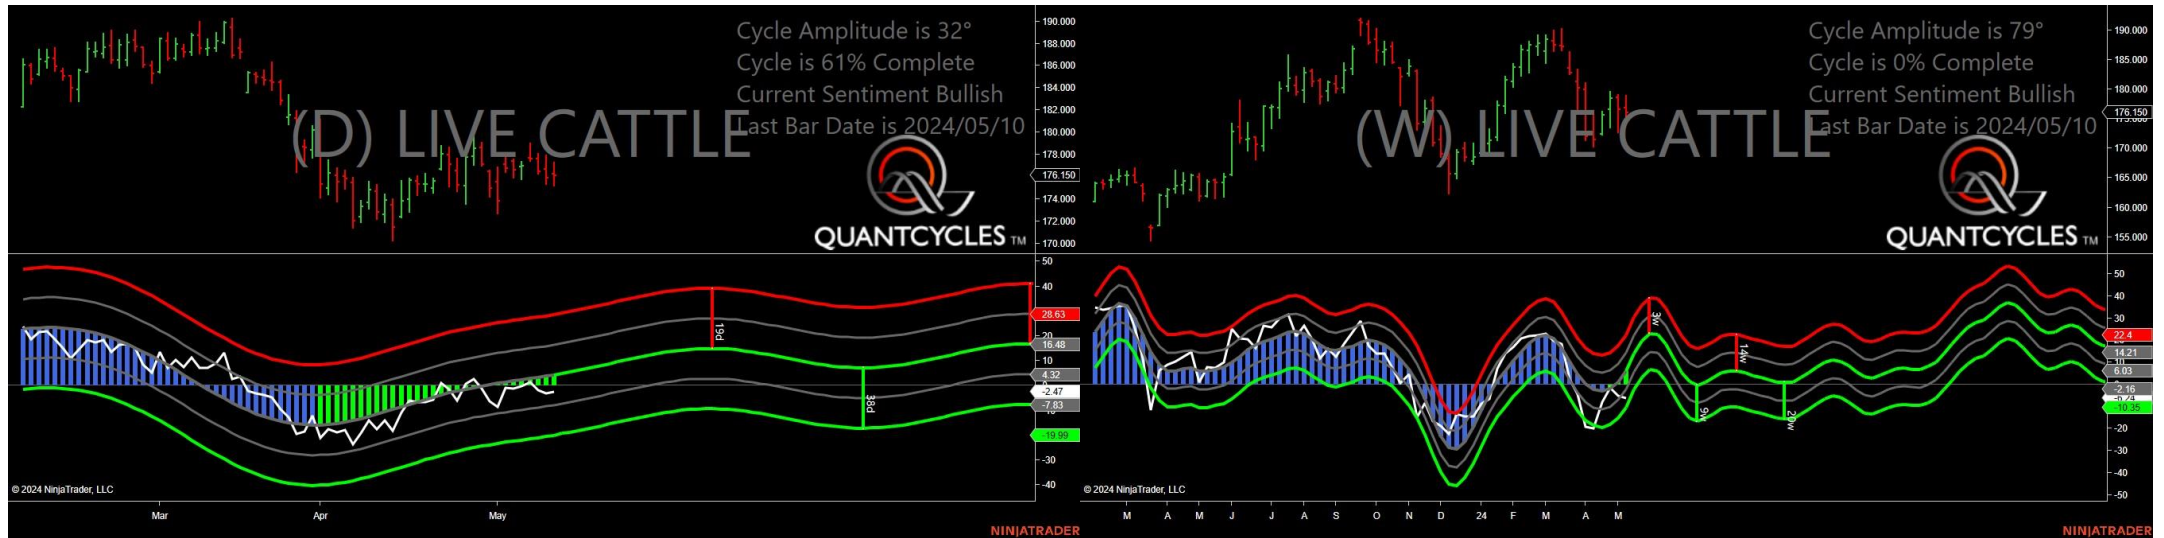 Cycle Amplitude is 32°
Cycle is 61% Complete
Current Sentiment Bullish
Last Bar Date is 2024/05/10
(D) LIVE CATTLE
QUANTCYCLES TM
190.000
188.000
186.000
184.000
182.000
180.000
178.000
176.150
174.000
172.000
170.000
50
40
28.63
20
16.48
10
4.32
-2.47
-7.83
-19.99
-30
-40
19d
38d
© 2024 NinjaTrader, LLC
Mar Apr May
NINJATRADER
Cycle Amplitude is 79°
Cycle is 0% Complete
Current Sentiment Bullish
Last Bar Date is 2024/05/10
(W) LIVE CATTLE
QUANTCYCLES TM
190.000
185.000
180.000
176.150
170.000
165.000
160.000
155.000
50
40
30
22.4
14.21
6.03
-2.16
-10.35
-20
-30
-40
-50
3w
14w
9w
© 2024 NinjaTrader, LLC
M A M J J A S O N D 24 F M A M
NINJATRADER